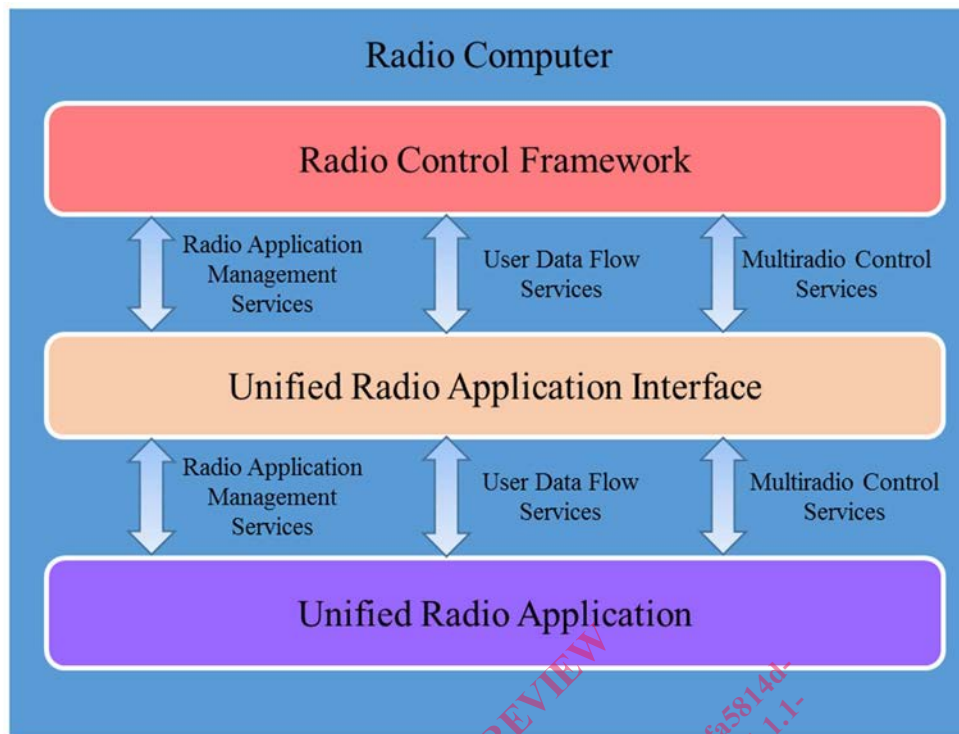 Radio Computer
Radio Control Framework
Radio Application
Management
Services
User Data Flow
Services
Multiradio Control
Services
Unified Radio Application Interface
Radio Application
Management
Services
User Data Flow
Services
Multiradio Control
Services
Unified Radio Application